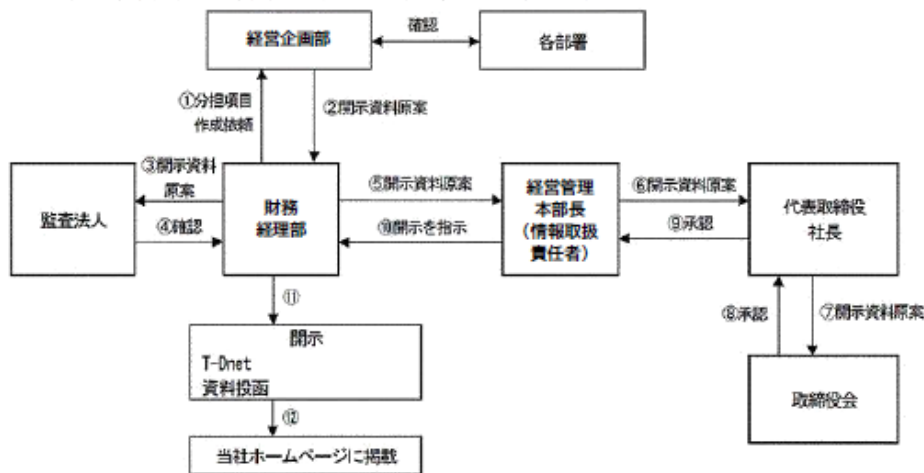 確認
経営企画部
各部署
①分担項目
作成依頼
②開示資料原案
③開示資料
原案
監査法人
④確認
財務
経理部
⑤開示資料原案
⑩開示を指示
経営管理
本部長
(情報取扱
責任者)
⑥開示資料原案
⑨承認
代表取締役
社長
⑧承認
⑦開示資料原案
取締役会
⑪
開示
T-Dnet
資料投函
⑫
当社ホームページに掲載